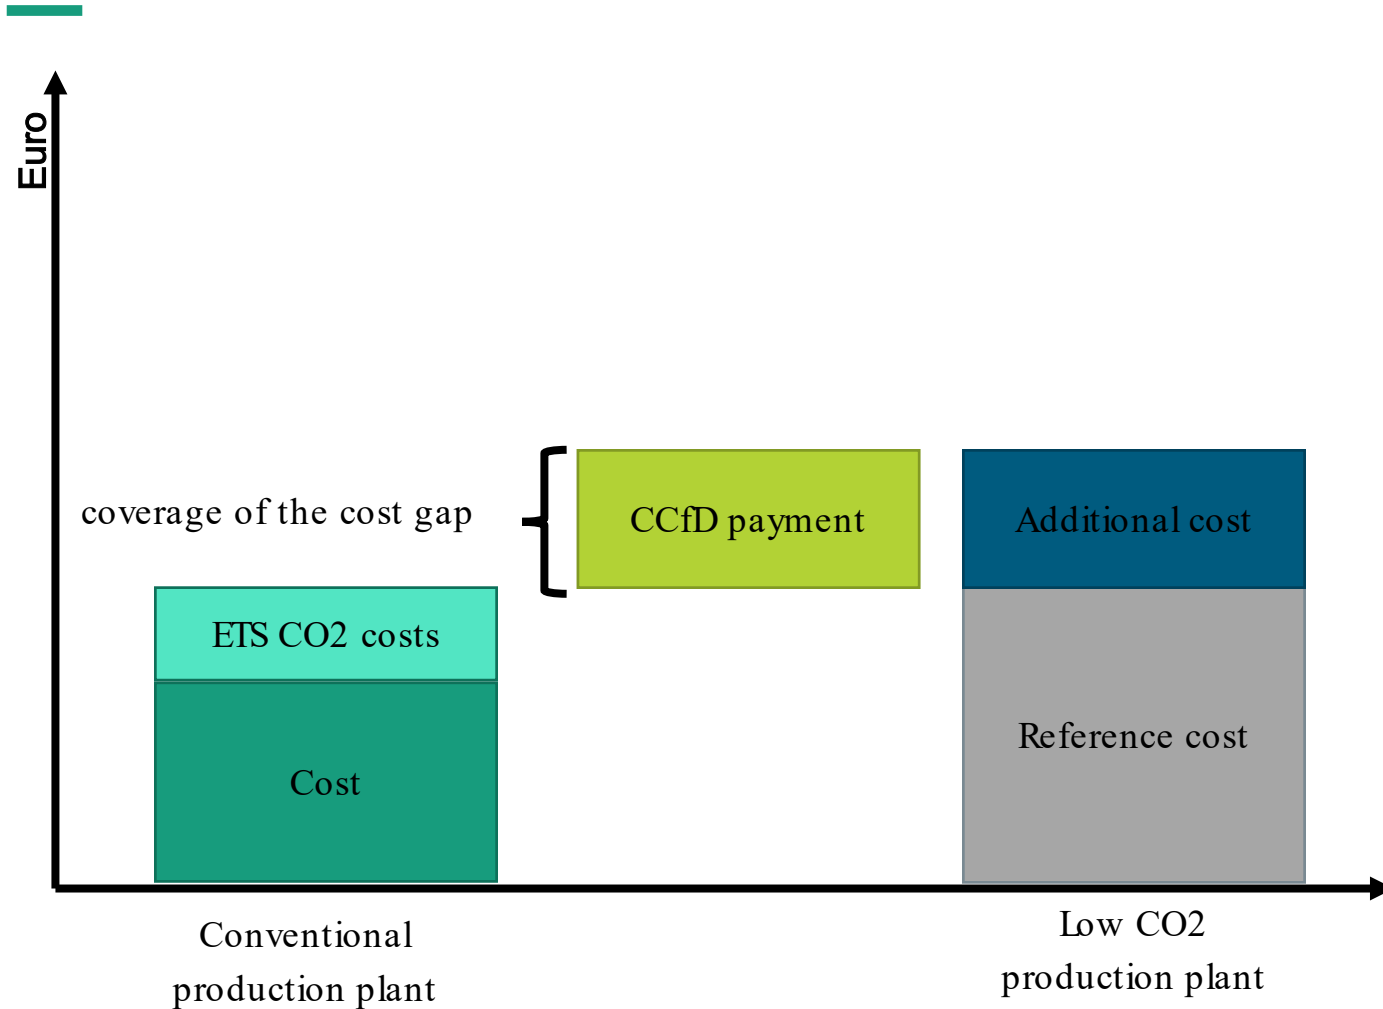 Euro
coverage of the cost gap
CCfD payment
Additional cost
ETS CO2 costs
Reference cost
Cost
Conventional
production plant
Low CO2
production plant